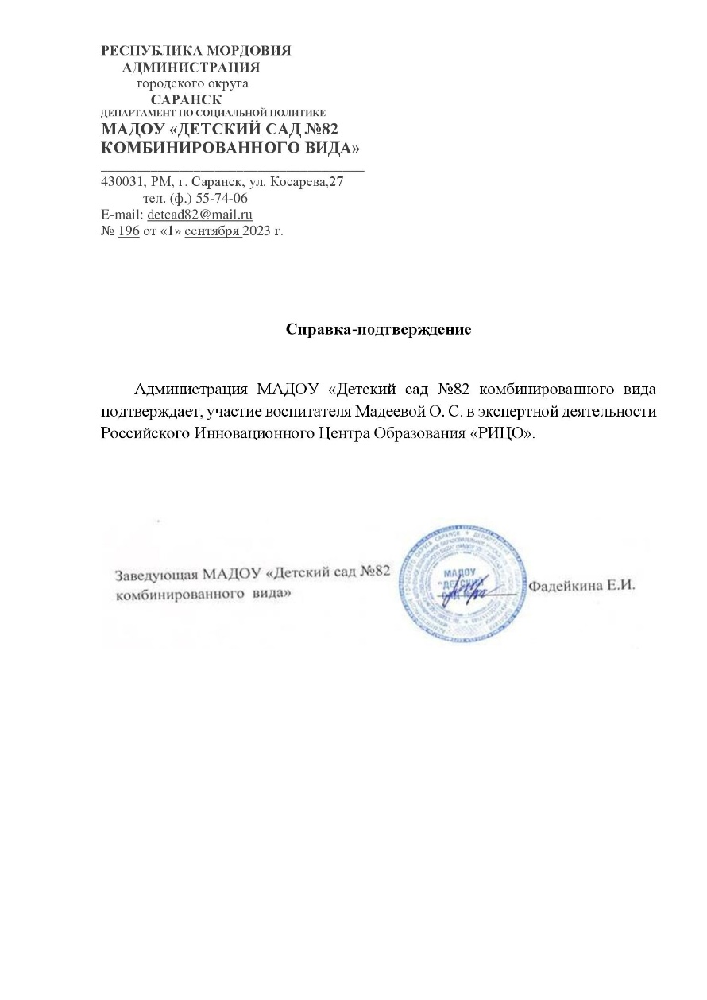 РЕСПУБЛИКА МОРДОВИЯ
АДМИНИСТРАЦИЯ
городского округа
САРАНСК
ДЕПАРТАМЕНТ ПО СОЦИАЛЬНОЙ ПОЛИТИКЕ
МАДОУ «ДЕТСКИЙ САД №82
КОМБИНИРОВАННОГО ВИДА»
430031, РМ, г. Саранск, ул. Косарева,27
тел. (ф.) 55-74-06
E-mail: detcad82@mail.ru
№ 196 от «1» сентября 2023 г.
Справка-подтверждение
Администрация МАДОУ «Детский сад №82 комбинированного вида
подтверждает, участие воспитателя Мадеевой О. С. в экспертной деятельности
Российского Инновационного Центра Образования «РИЦО».
Заведующая МАДОУ «Детский сад №82
комбинированного вида»
МАДОУ
"ДЕТСКИЙ
Фадейкина Е.И.